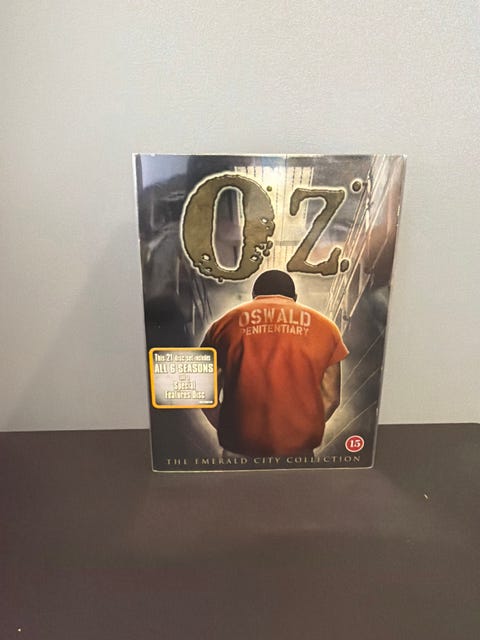 OZ
OSWALD
PENITENTIARY
This 21 disc set includes
ALL 6 SEASONS
Special
Features Disc
15
THE EMERALD CITY COLLECTION